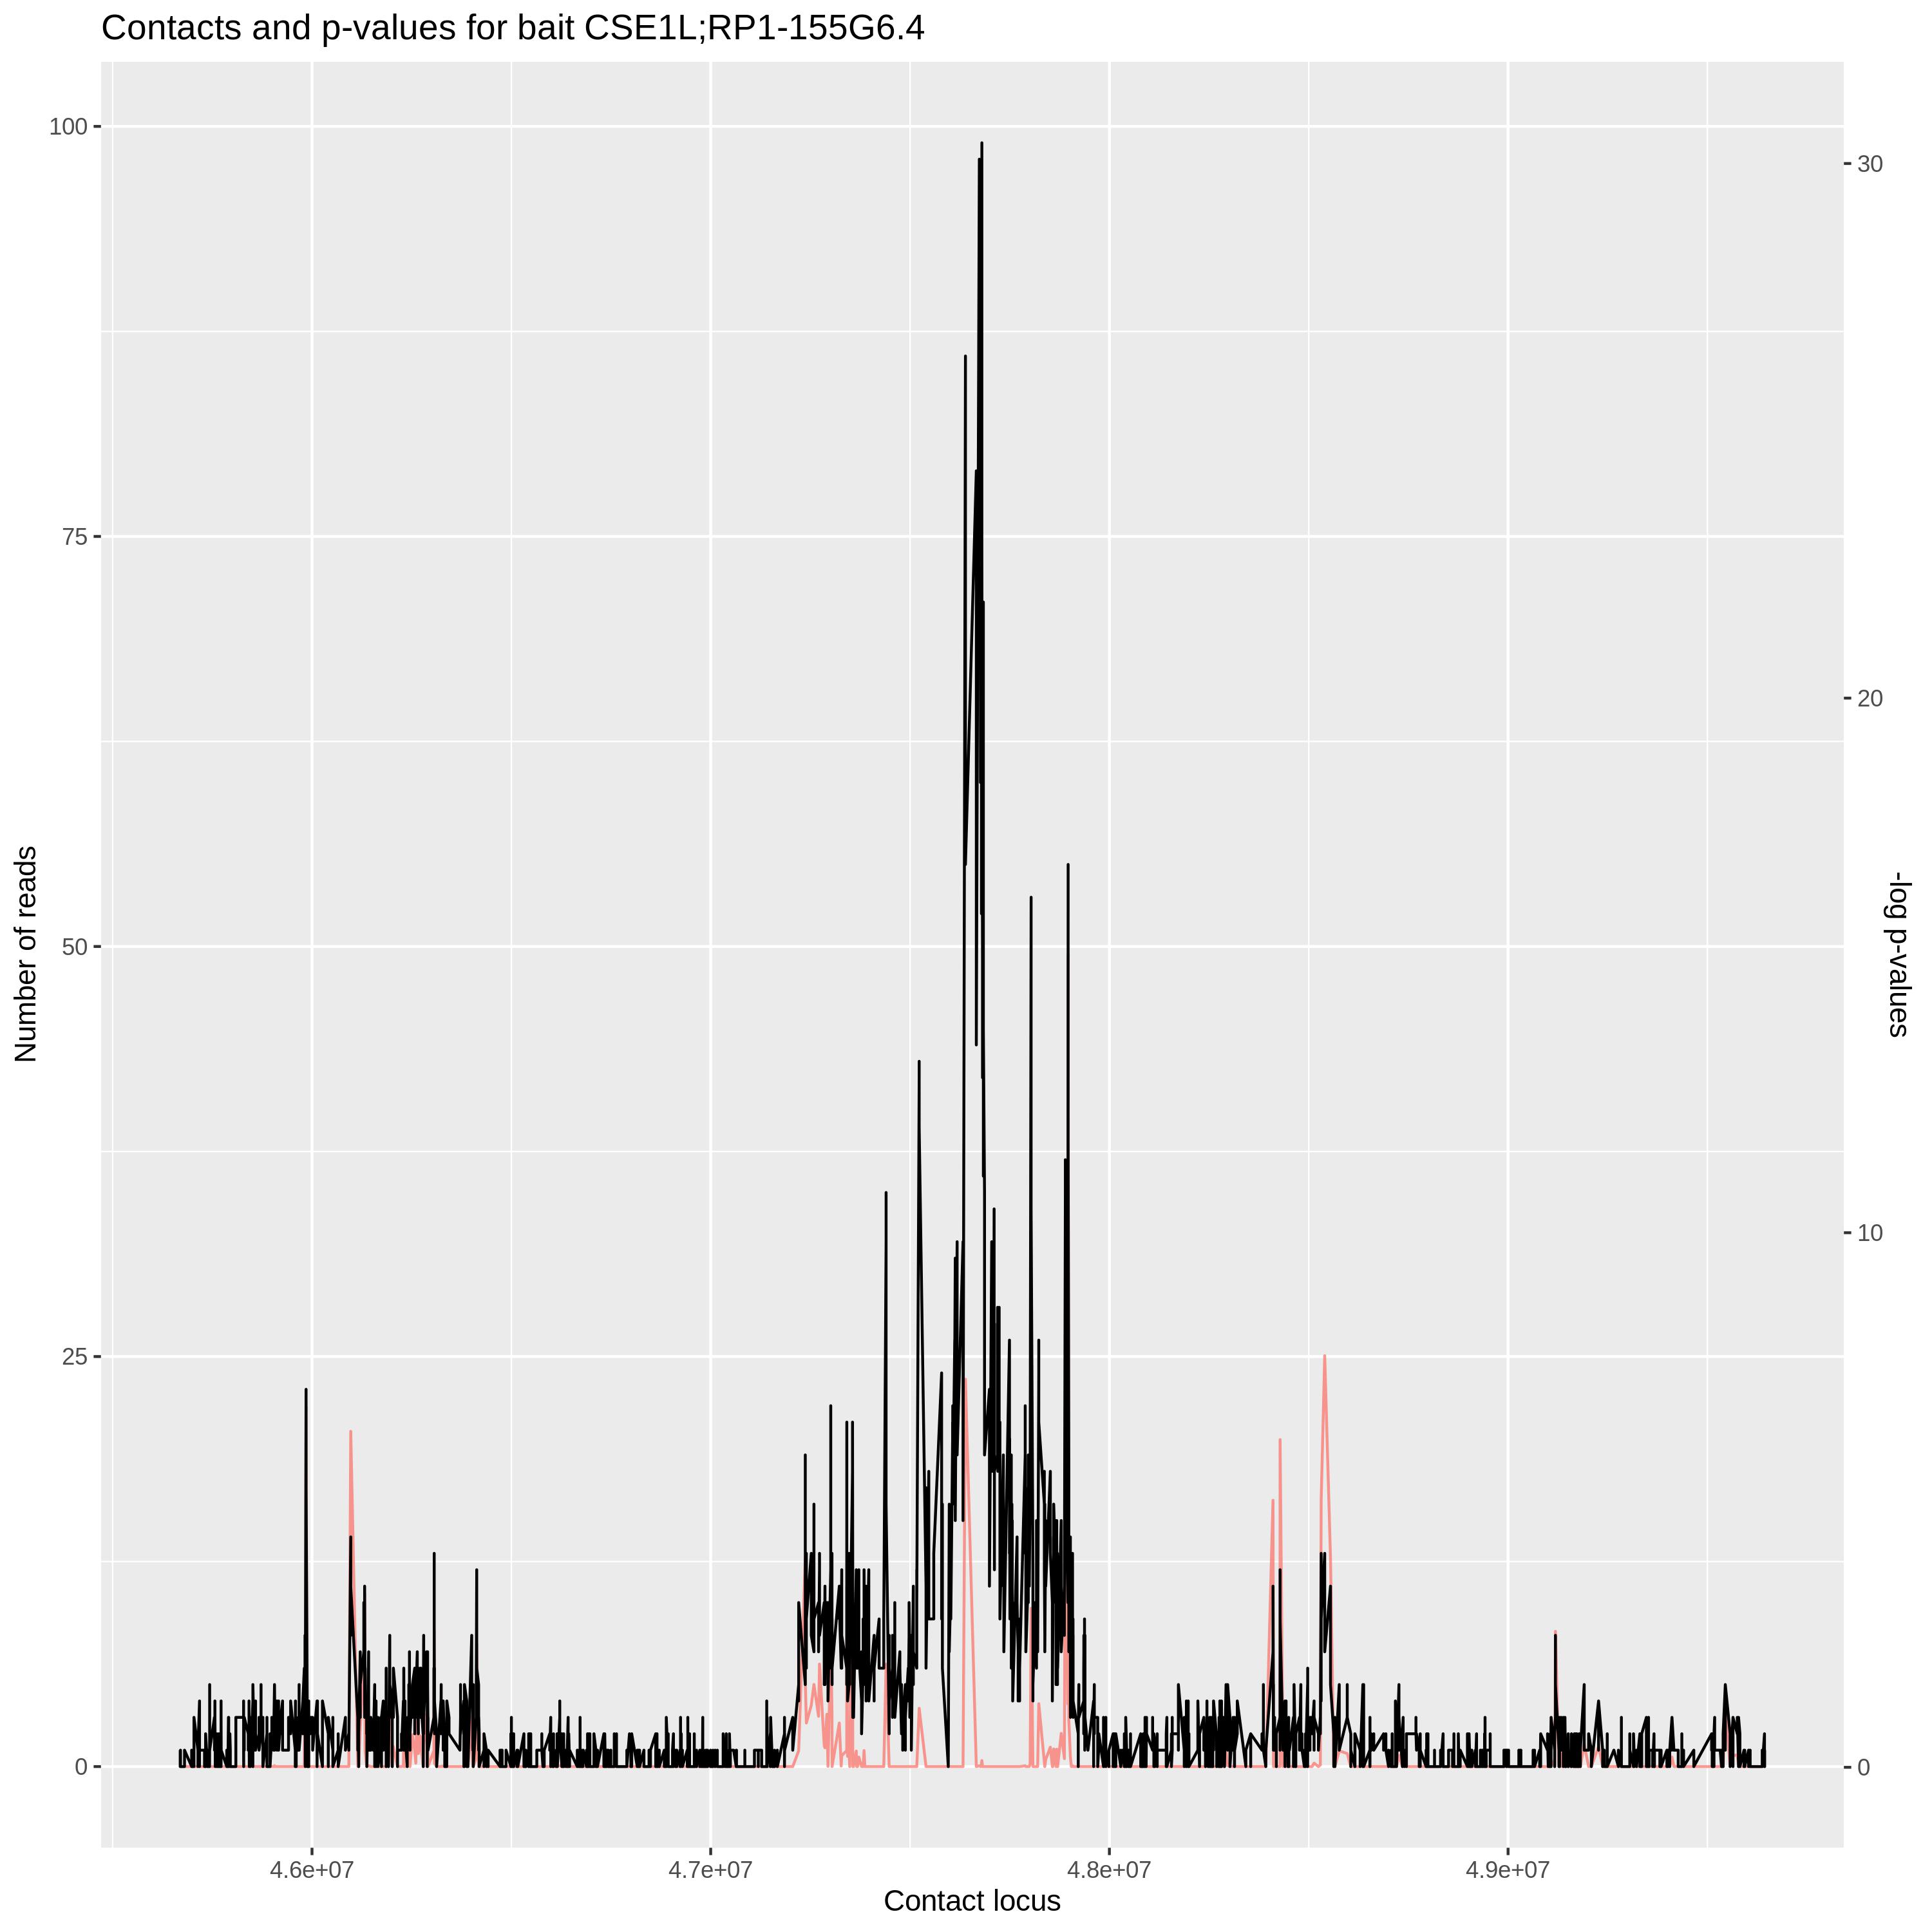 Contacts and p-values for bait CSE1L;RP1-155G6.4
100
75
50
25
0
Number of reads
30
20
10
0
-log p-values
4.6e+07 4.7e+07 4.8e+07 4.9e+07
Contact locus